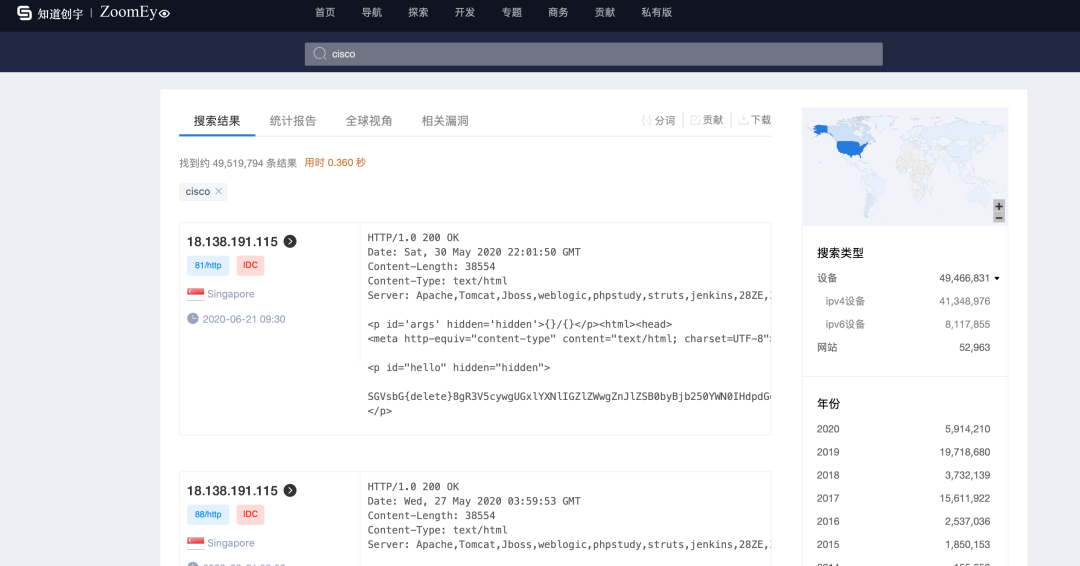 知道创宇 | ZoomEye
首页 导航 探索 开发 专题 商务 贡献 私有版
cisco
搜索结果 统计报告 全球视角 相关漏洞 分词 贡献 下载
找到约 49,519,794 条结果 用时 0.360 秒
cisco ×
18.138.191.115
81/http IDC
Singapore
2020-06-21 09:30
HTTP/1.0 200 OK
Date: Sat, 30 May 2020 22:01:50 GMT
Content-Length: 38554
Content-Type: text/html
Server: Apache,Tomcat,Jboss,weblogic,phpstudy,struts,jenkins,28ZE,
<p id='args' hidden='hidden'>{}/{}</p><html><head>
<meta http-equiv="content-type" content="text/html; charset=UTF-8"
<p id="hello" hidden="hidden">
SGVsbG{delete}8gR3V5cywgUGxlYXNlIGZlZWwgZnJlZSB0byBjb250YWN0IHdpdG
</p>
18.138.191.115
88/http IDC
Singapore
HTTP/1.0 200 OK
Date: Wed, 27 May 2020 03:59:53 GMT
Content-Length: 38554
Content-Type: text/html
Server: Apache,Tomcat,Jboss,weblogic,phpstudy,struts,jenkins,28ZE,
+
−
搜索类型
设备 49,466,831
ipv4设备 41,348,976
ipv6设备 8,117,855
网站 52,963
年份
2020 5,914,210
2019 19,718,680
2018 3,732,139
2017 15,611,922
2016 2,537,036
2015 1,850,153